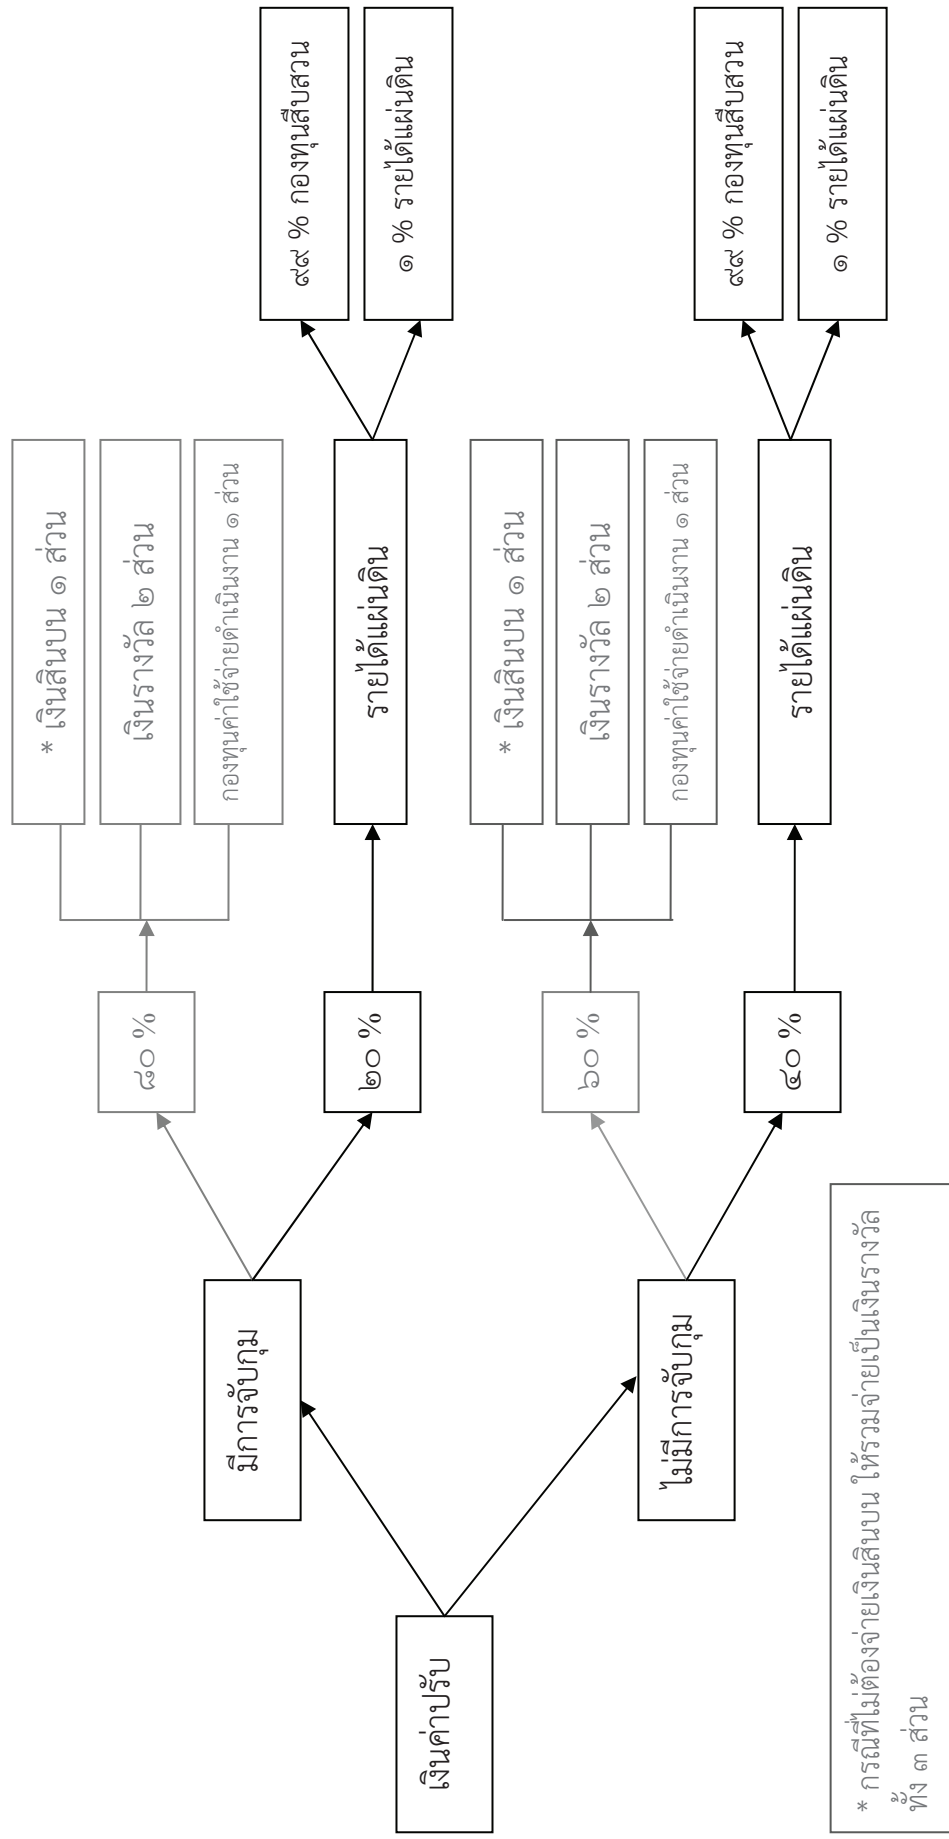 เงินค่าปรับ
มีการจับกุม
๘๐ %
* เงินสินบน ๑ ส่วน
เงินรางวัล ๒ ส่วน
กองทุนค่าใช้จ่ายดำเนินงาน ๑ ส่วน
๒๐ %
รายได้แผ่นดิน
๙๙ % กองทุนสืบสวน
๑ % รายได้แผ่นดิน
ไม่มีการจับกุม
๖๐ %
* เงินสินบน ๑ ส่วน
เงินรางวัล ๒ ส่วน
กองทุนค่าใช้จ่ายดำเนินงาน ๑ ส่วน
๔๐ %
รายได้แผ่นดิน
๙๙ % กองทุนสืบสวน
๑ % รายได้แผ่นดิน
* กรณีที่ไม่ต้องจ่ายเงินสินบน ให้รวมจ่ายเป็นเงินรางวัล
ทั้ง ๓ ส่วน